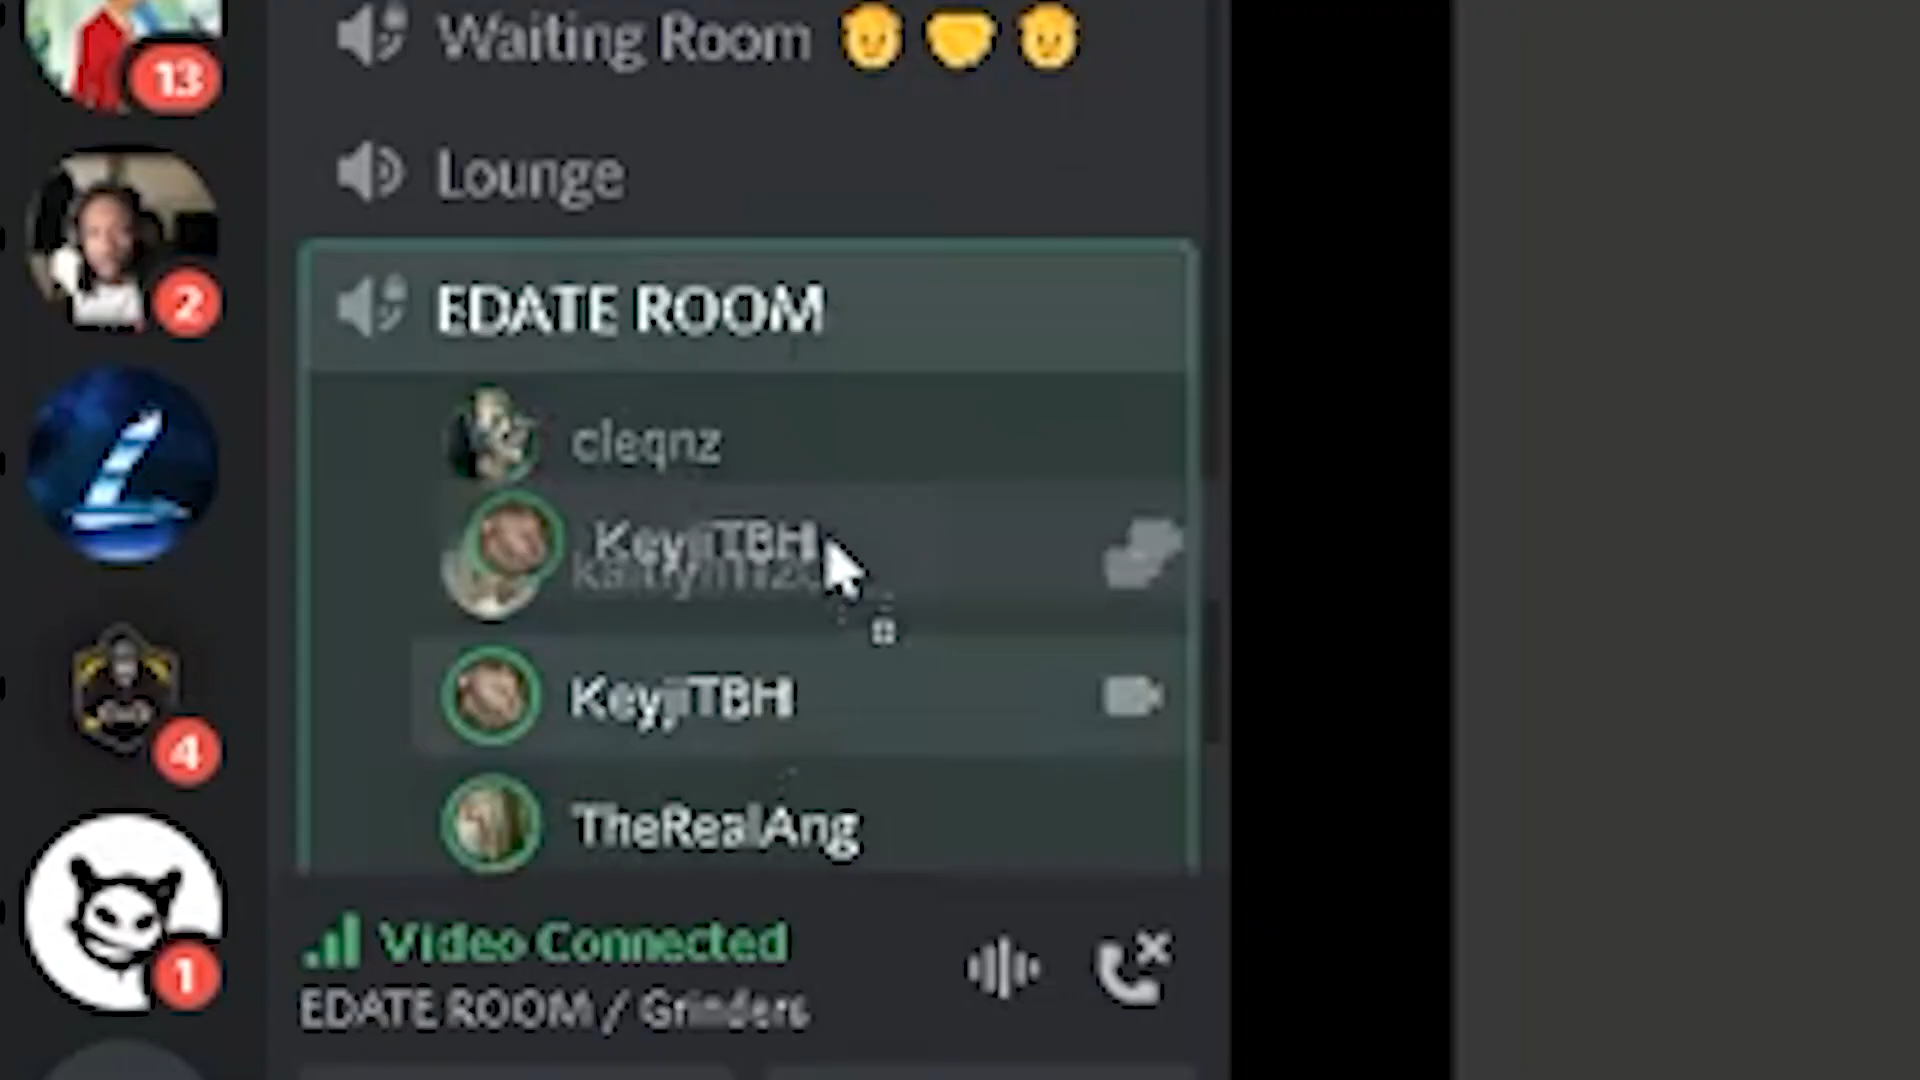 13
Waiting Room 👴 🤝 👴
2
Lounge
EDATE ROOM
cleqnz
KeyjiTBH
KeyjiTBH
4
TheRealAng
1
Video Connected
EDATE ROOM / Grinders